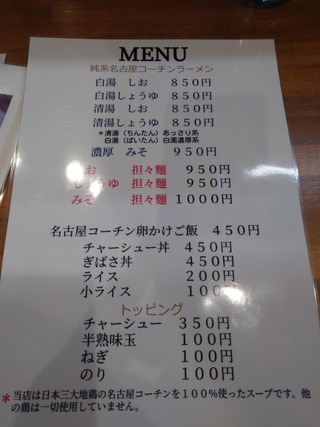 MENU
純系名古屋コーチンラーメン
白湯 しお 850円
白湯しょうゆ 850円
清湯 しお 850円
清湯しょうゆ 850円
*清湯(ちんたん)あっさり系
白湯(ぱいたん)白濁濃厚系
濃厚 みそ 950円
お 担々麺 950円
しょうゆ 担々麺 950円
みそ 担々麺 1000円
名古屋コーチン卵かけご飯 450円
チャーシュー丼 450円
ぎばさ丼 450円
ライス 200円
小ライス 100円
トッピング
チャーシュー 350円
半熟味玉 100円
ねぎ 100円
のり 100円
*当店は日本三大地鶏の名古屋コーチンを100%使ったスープです。他
の鶏は一切使用していません。